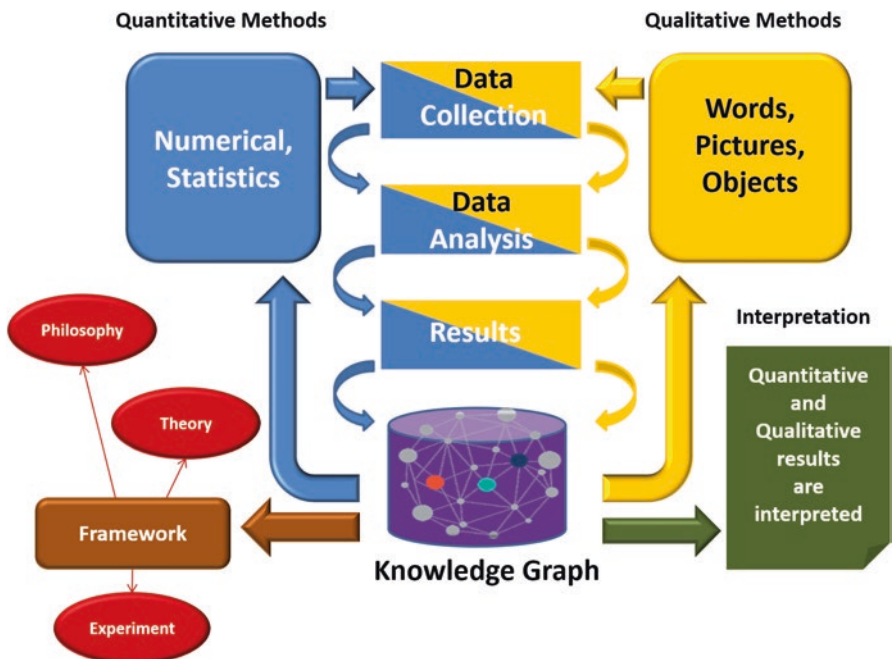 Quantitative Methods
Qualitative Methods
Numerical,
Statistics
Data
Collection
Words,
Pictures,
Objects
Data
Analysis
Results
Philosophy
Theory
Framework
Experiment
Knowledge Graph
Interpretation
Quantitative
and
Qualitative
results
are
interpreted